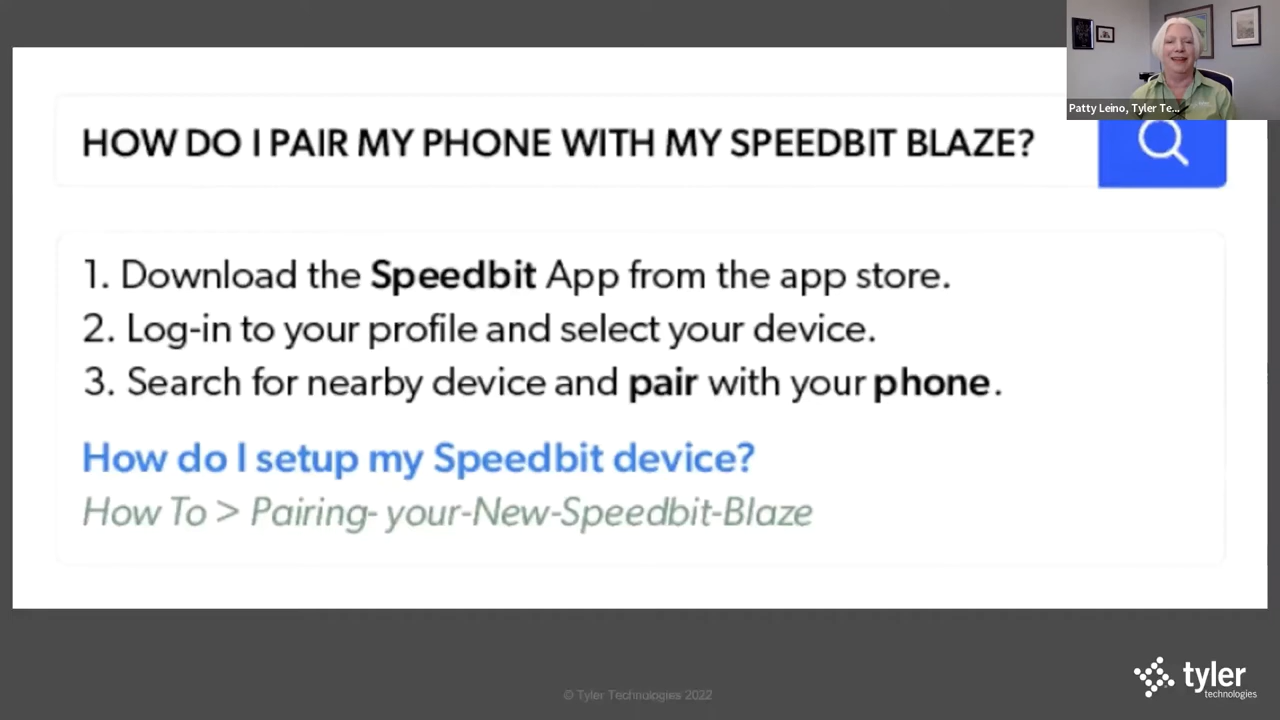 Patty Leino, Tyler Te...
HOW DO I PAIR MY PHONE WITH MY SPEEDBIT BLAZE?
1. Download the Speedbit App from the app store.
2. Log-in to your profile and select your device.
3. Search for nearby device and pair with your phone.
How do I setup my Speedbit device?
How To > Pairing- your-New-Speedbit-Blaze
© Tyler Technologies 2022
tyler
technologies